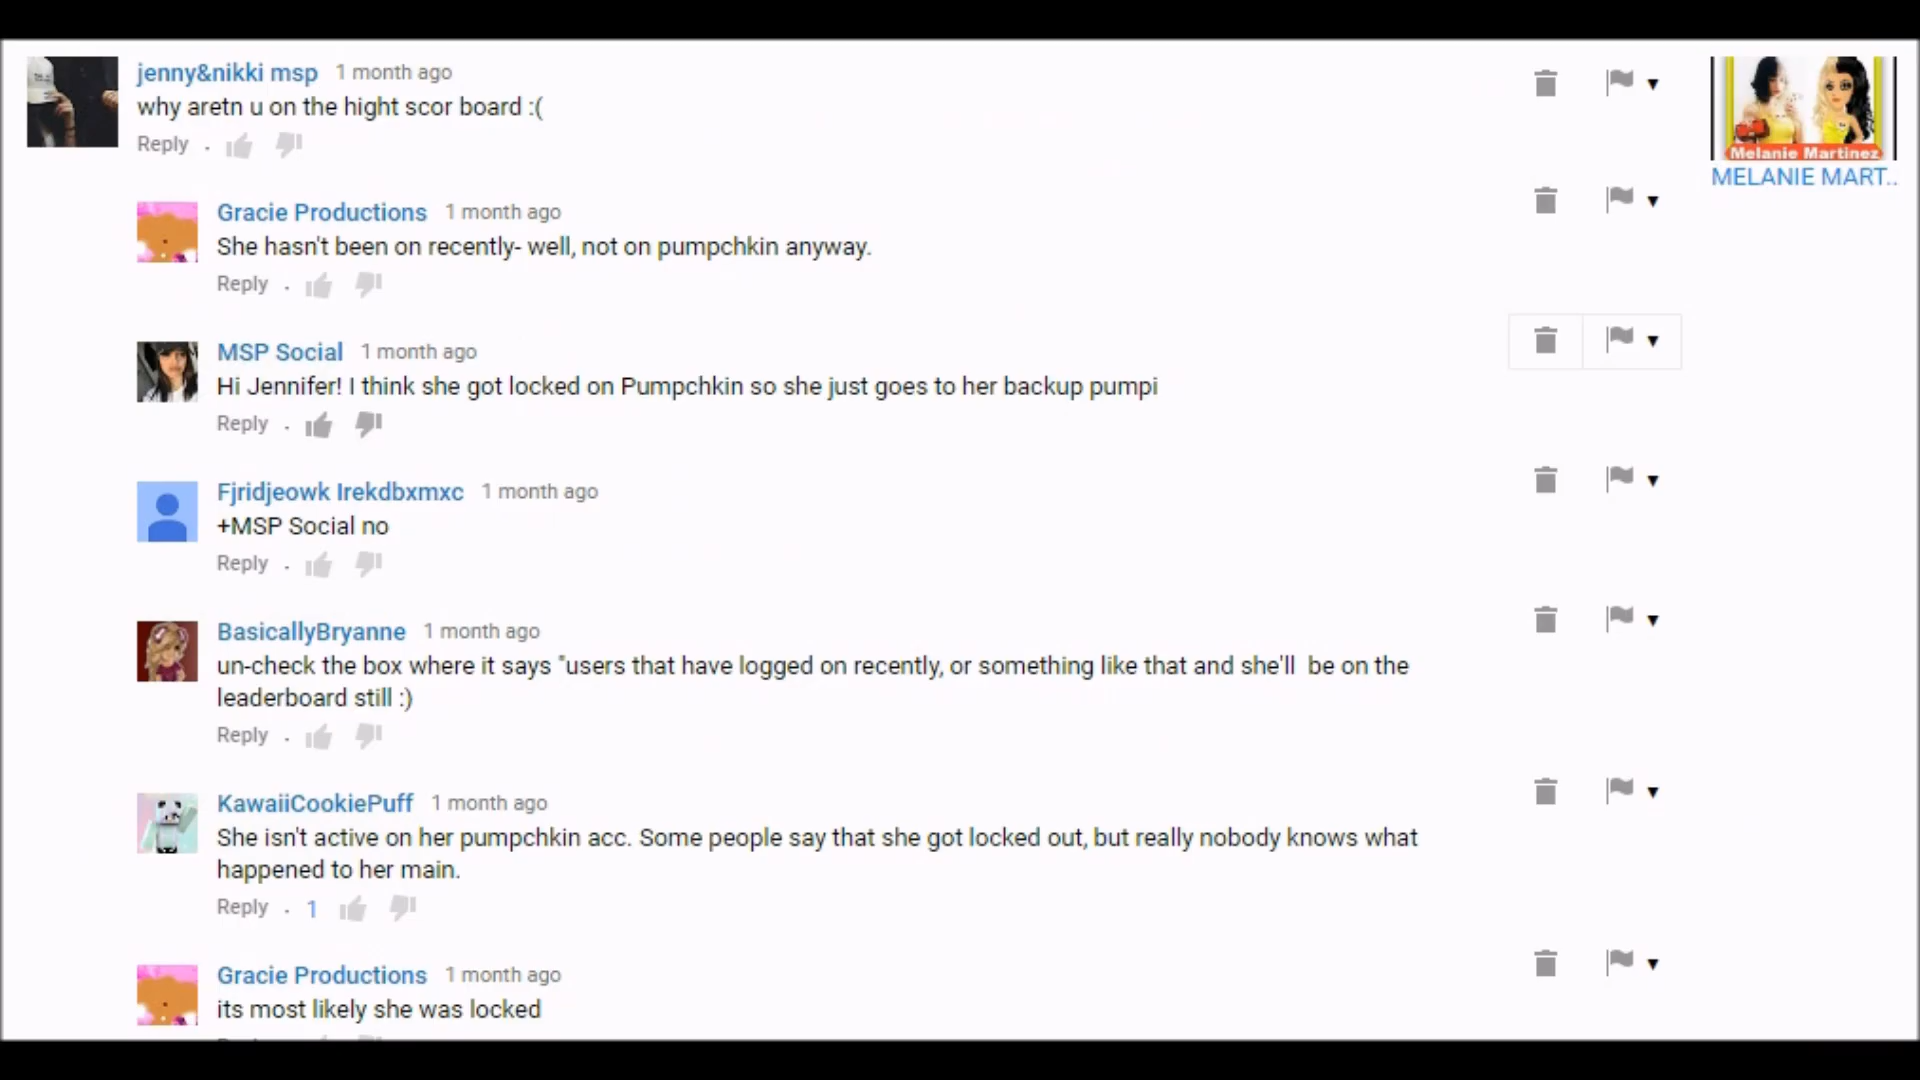 jenny&nikki msp 1 month ago
why aretn u on the hight scor board :(
Reply .
Melanie Martinez
MELANIE MART..
Gracie Productions 1 month ago
She hasn't been on recently- well, not on pumpchkin anyway.
Reply .
MSP Social 1 month ago
Hi Jennifer! I think she got locked on Pumpchkin so she just goes to her backup pumpi
Reply .
Fjridjeowk Irekdbxmxc 1 month ago
+MSP Social no
Reply .
BasicallyBryanne 1 month ago
un-check the box where it says "users that have logged on recently, or something like that and she'll  be on the
leaderboard still :)
Reply .
KawaiiCookiePuff 1 month ago
She isn't active on her pumpchkin acc. Some people say that she got locked out, but really nobody knows what
happened to her main.
Reply . 1
Gracie Productions 1 month ago
its most likely she was locked